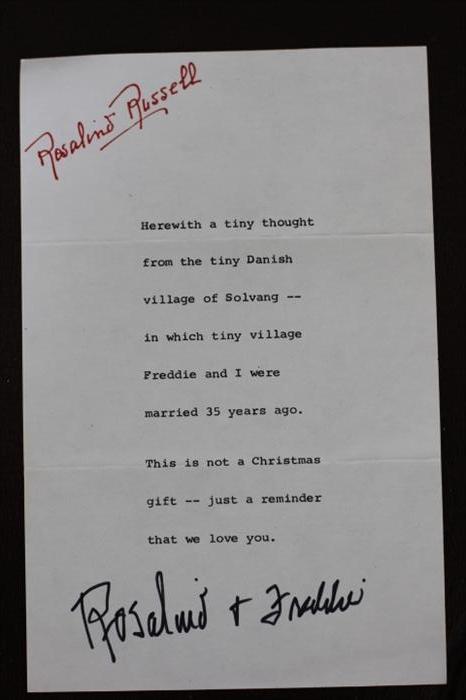 Rosalind Russell
Herewith a tiny thought
from the tiny Danish
village of Solvang --
in which tiny village
Freddie and I were
married 35 years ago.
This is not a Christmas
gift -- just a reminder
that we love you.
Rosalind + Freddie